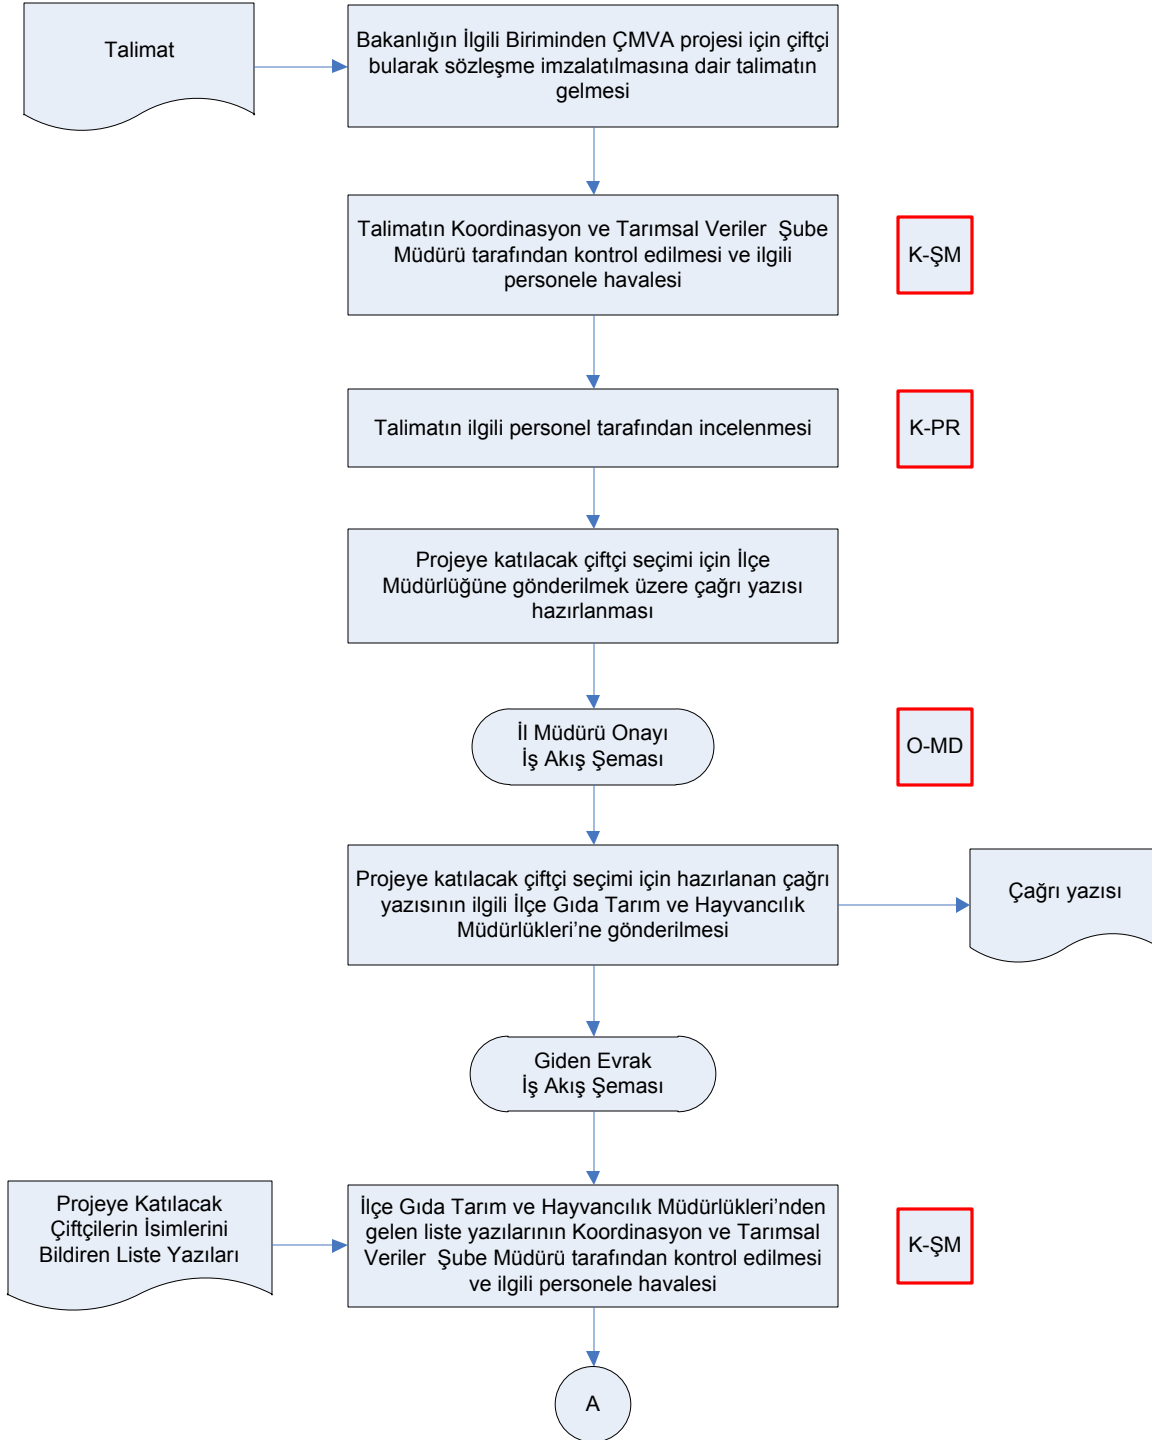 Talimat
Bakanlığın İlgili Biriminden ÇMVA projesi için çiftçi
bularak sözleşme imzalatılmasına dair talimatın
gelmesi
Talimatın Koordinasyon ve Tarımsal Veriler  Şube
Müdürü tarafından kontrol edilmesi ve ilgili
personele havalesi
K-ŞM
Talimatın ilgili personel tarafından incelenmesi
K-PR
Projeye katılacak çiftçi seçimi için İlçe
Müdürlüğüne gönderilmek üzere çağrı yazısı
hazırlanması
İl Müdürü Onayı
İş Akış Şeması
O-MD
Projeye katılacak çiftçi seçimi için hazırlanan çağrı
yazısının ilgili İlçe Gıda Tarım ve Hayvancılık
Müdürlükleri’ne gönderilmesi
Çağrı yazısı
Giden Evrak
İş Akış Şeması
Projeye Katılacak
Çiftçilerin İsimlerini
Bildiren Liste Yazıları
İlçe Gıda Tarım ve Hayvancılık Müdürlükleri’nden
gelen liste yazılarının Koordinasyon ve Tarımsal
Veriler  Şube Müdürü tarafından kontrol edilmesi
ve ilgili personele havalesi
K-ŞM
A